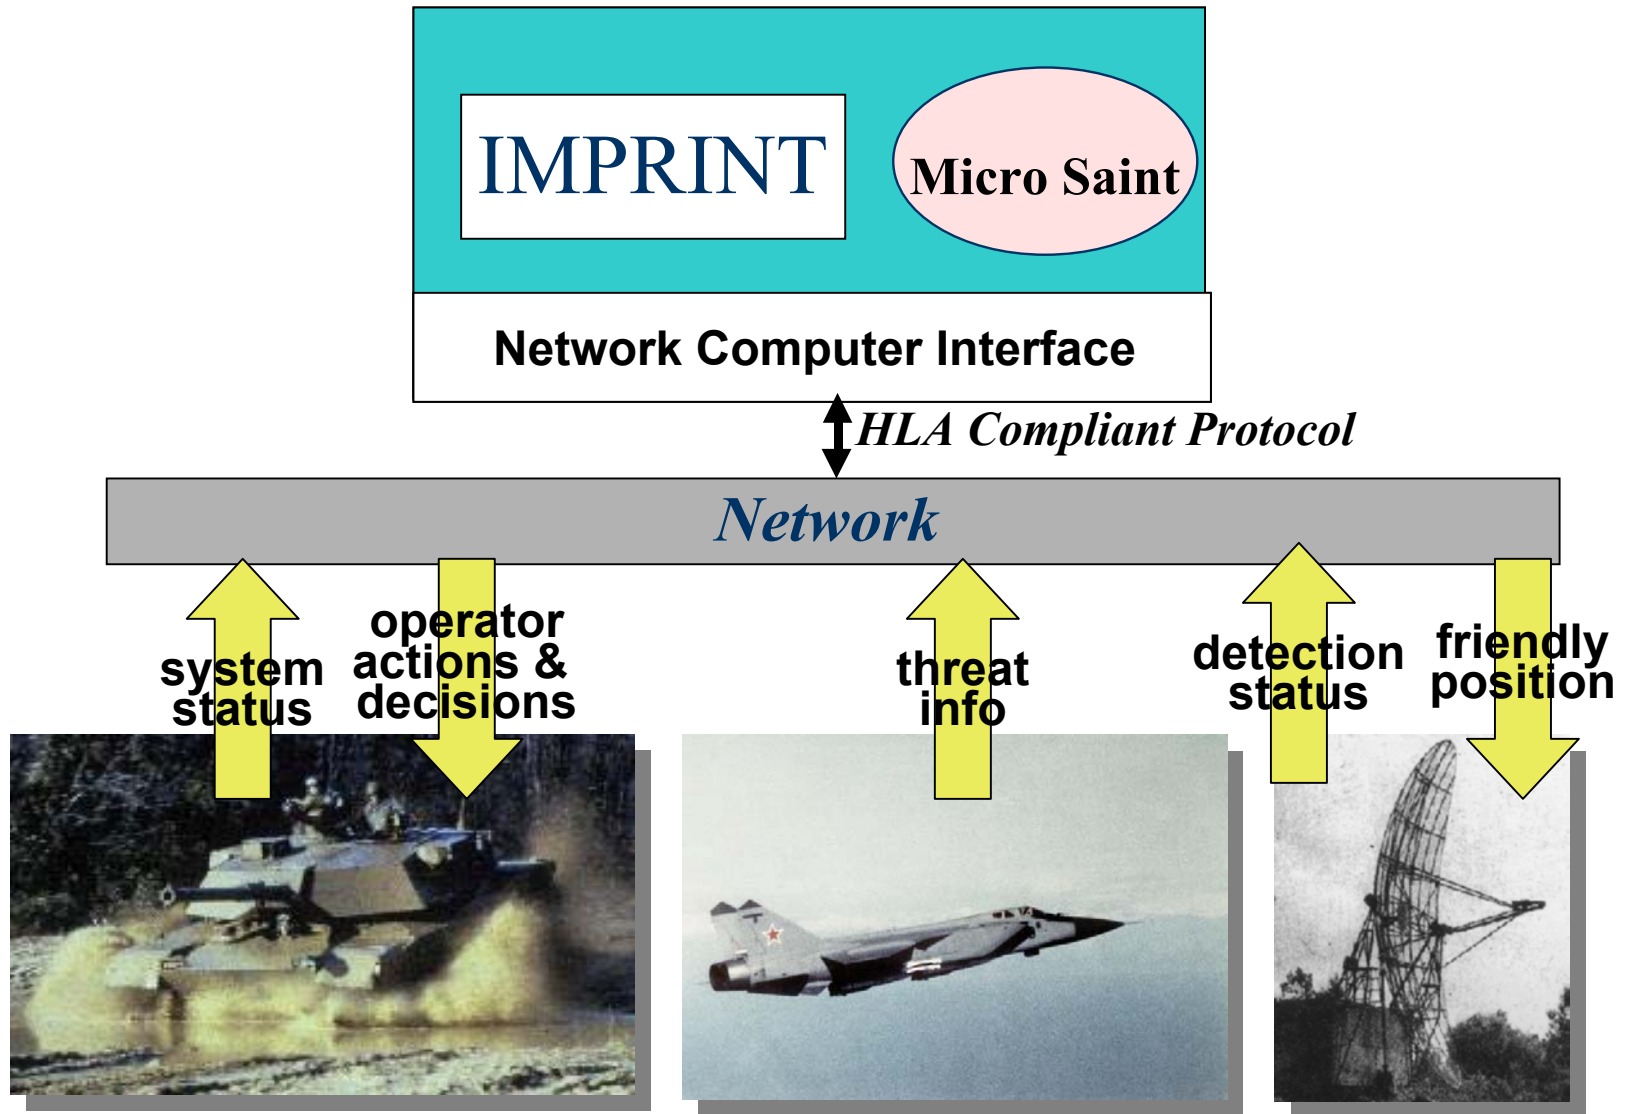 IMPRINT
Micro Saint
Network Computer Interface
HLA Compliant Protocol
Network
system
status
operator
actions &
decisions
threat
info
detection
status
friendly
position